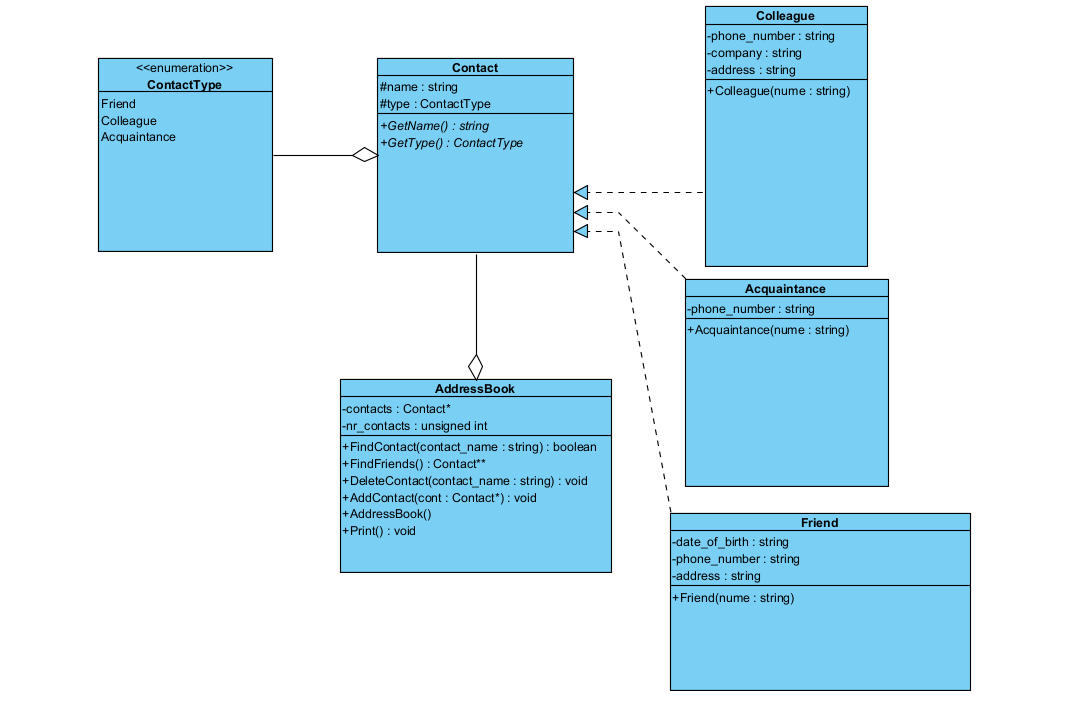 <<enumeration>>
ContactType
Friend
Colleague
Acquaintance
Contact
#name : string
#type : ContactType
+GetName() : string
+GetType() : ContactType
Colleague
-phone_number : string
-company : string
-address : string
+Colleague(nume : string)
Acquaintance
-phone_number : string
+Acquaintance(nume : string)
AddressBook
-contacts : Contact*
-nr_contacts : unsigned int
+FindContact(contact_name : string) : boolean
+FindFriends() : Contact**
+DeleteContact(contact_name : string) : void
+AddContact(cont : Contact*) : void
+AddressBook()
+Print() : void
Friend
-date_of_birth : string
-phone_number : string
-address : string
+Friend(nume : string)